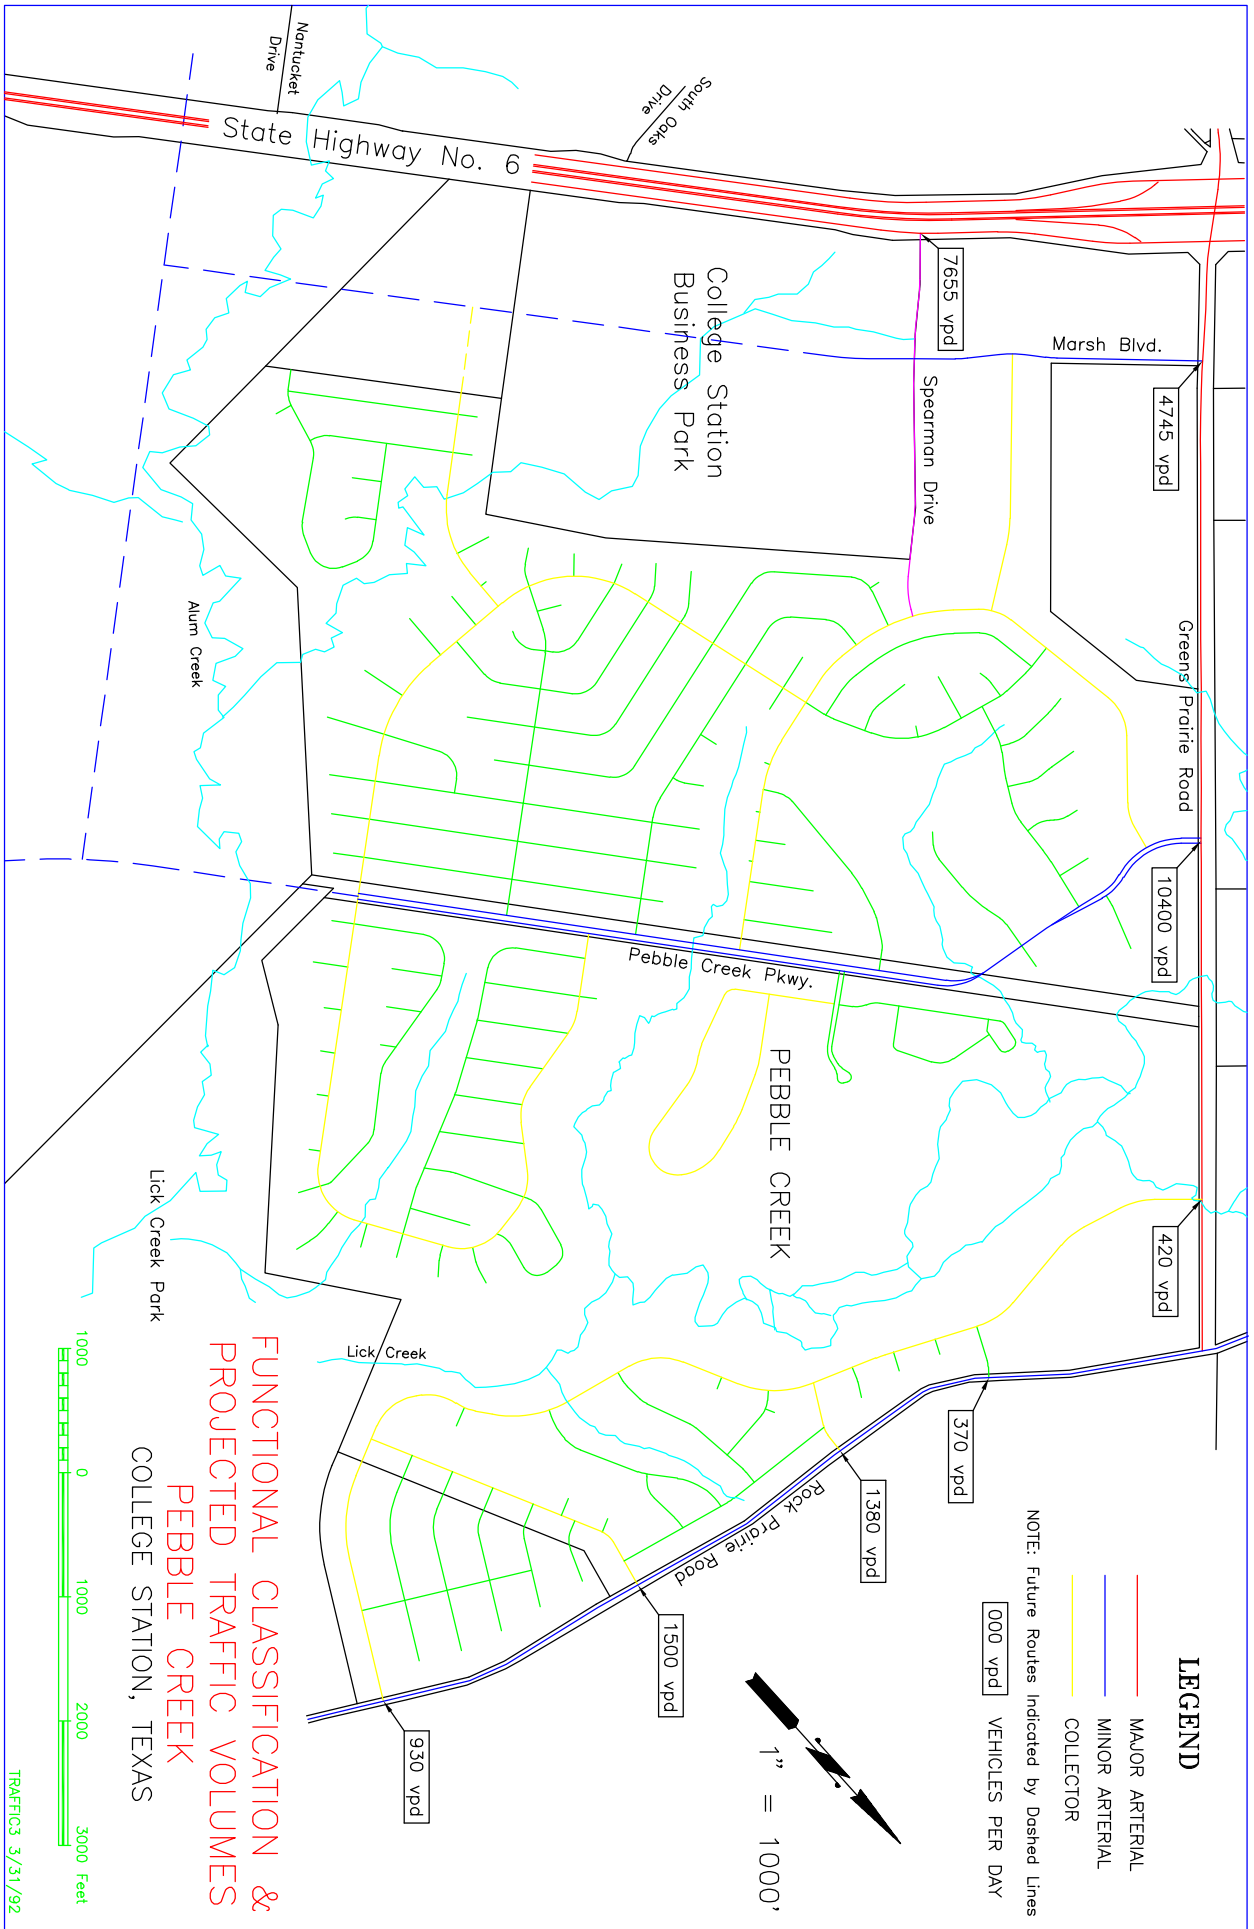 Nantucket
Drive
South Oaks
Drive
State Highway No. 6
7655 vpd
College Station
Business Park
Marsh Blvd.
4745 vpd
Spearman Drive
Greens Prairie Road
Alum Creek
10400 vpd
Pebble Creek Pkwy.
PEBBLE CREEK
420 vpd
Lick Creek Park
Lick Creek
370 vpd
1380 vpd
Rock Prairie Road
1500 vpd
930 vpd
LEGEND
MAJOR ARTERIAL
MINOR ARTERIAL
COLLECTOR
NOTE: Future Routes Indicated by Dashed Lines
000 vpd VEHICLES PER DAY
1" = 1000'
FUNCTIONAL CLASSIFICATION &
PROJECTED TRAFFIC VOLUMES
PEBBLE CREEK
COLLEGE STATION, TEXAS
1000 0 1000 2000 3000 Feet
TRAFFIC3 3/31/92